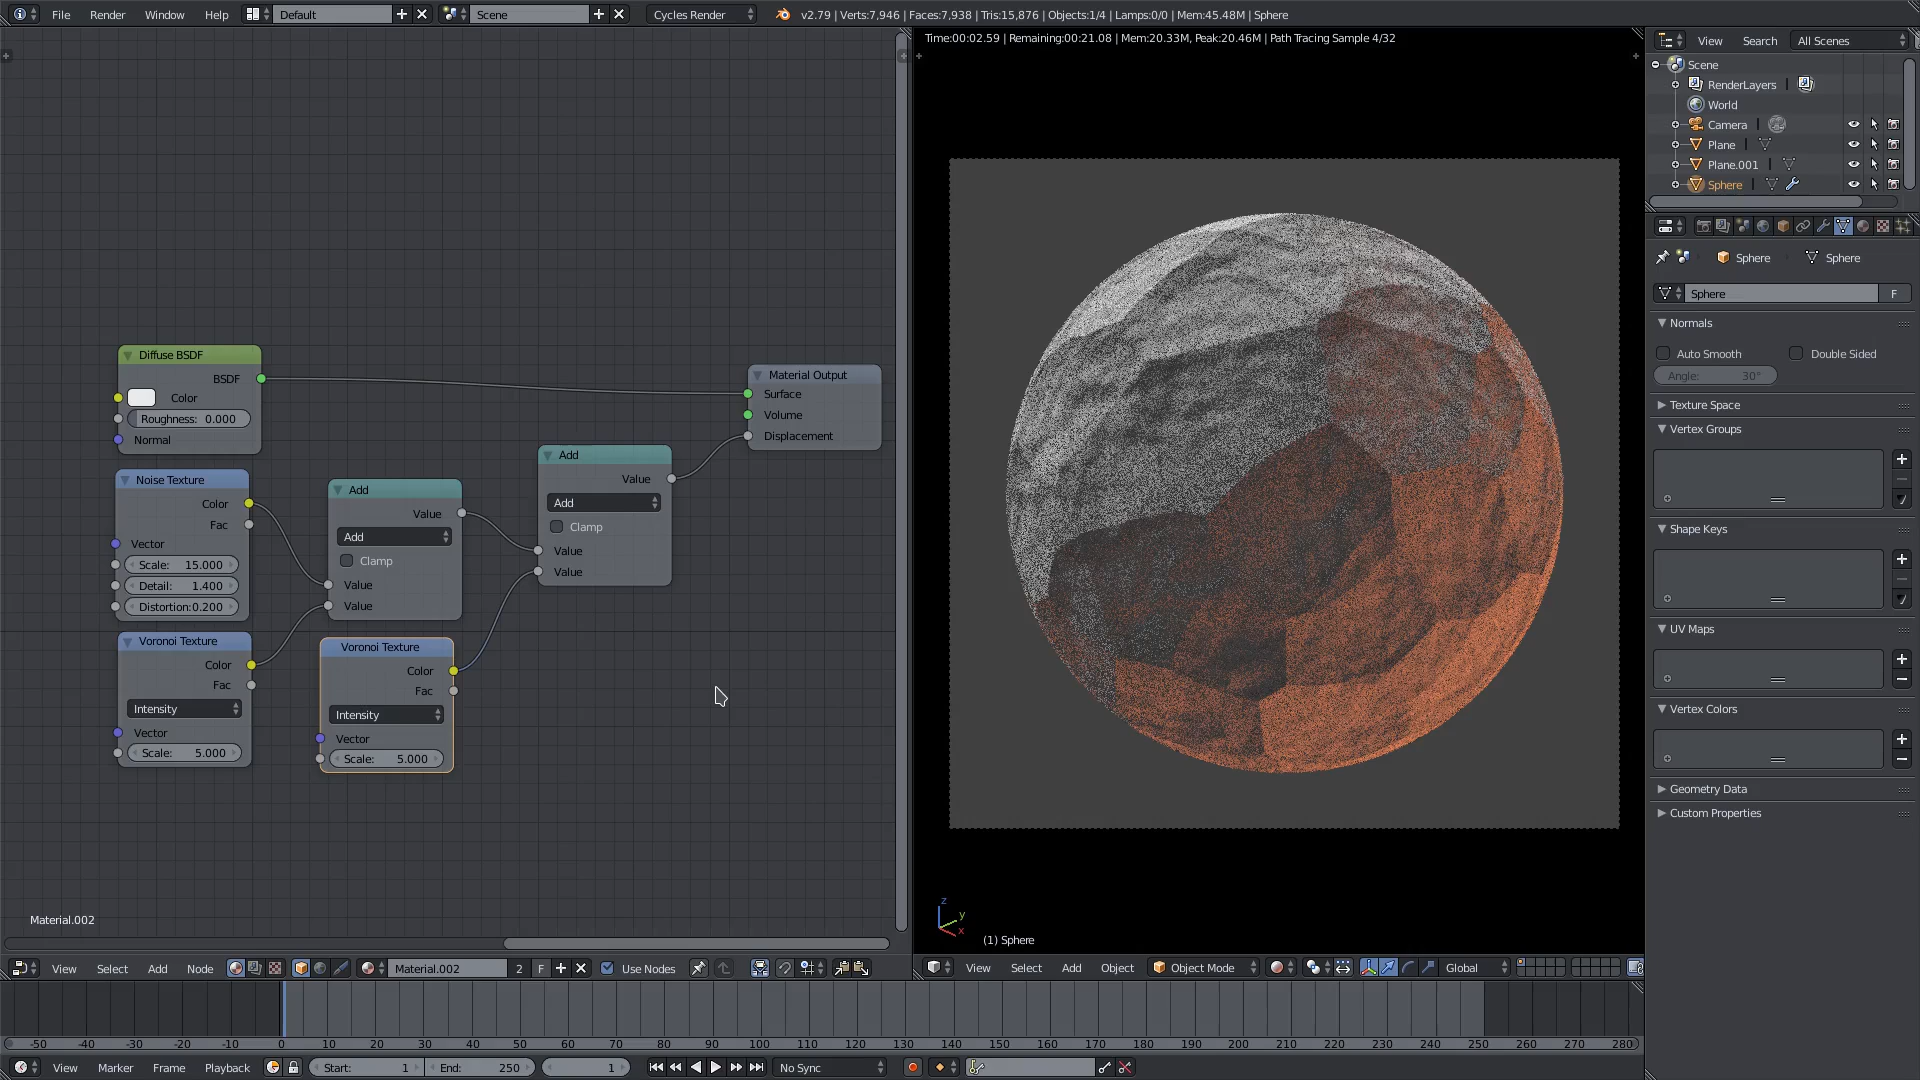 File Render Window Help Default Scene Cycles Render v2.79 | Verts:7,946 | Faces:7,938 | Tris:15,876 | Objects:1/4 | Lamps:0/0 | Mem:45.48M | Sphere
Time:00:02.59 | Remaining:00:21.08 | Mem:20.33M, Peak:20.46M | Path Tracing Sample 4/32
Diffuse BSDF
BSDF
Color
Roughness: 0.000
Normal
Noise Texture
Color
Fac
Vector
Scale: 15.000
Detail: 1.400
Distortion:0.200
Voronoi Texture
Color
Fac
Intensity
Vector
Scale: 5.000
Add
Value
Add
Clamp
Value
Value
Voronoi Texture
Color
Fac
Intensity
Vector
Scale: 5.000
Add
Value
Add
Clamp
Value
Value
Material Output
Surface
Volume
Displacement
Material.002
View Select Add Node Material.002 2 F Use Nodes
z
y
x
(1) Sphere
View Select Add Object Object Mode Global
View Search All Scenes
Scene
RenderLayers
World
Camera
Plane
Plane.001
Sphere
Sphere Sphere
Sphere F
Normals
Auto Smooth Double Sided
Angle: 30°
Texture Space
Vertex Groups
Shape Keys
UV Maps
Vertex Colors
Geometry Data
Custom Properties
-50 -40 -30 -20 -10 0 10 20 30 40 50 60 70 80 90 100 110 120 130 140 150 160 170 180 190 200 210 220 230 240 250 260 270 280
View Marker Frame Playback Start: 1 End: 250 1 No Sync